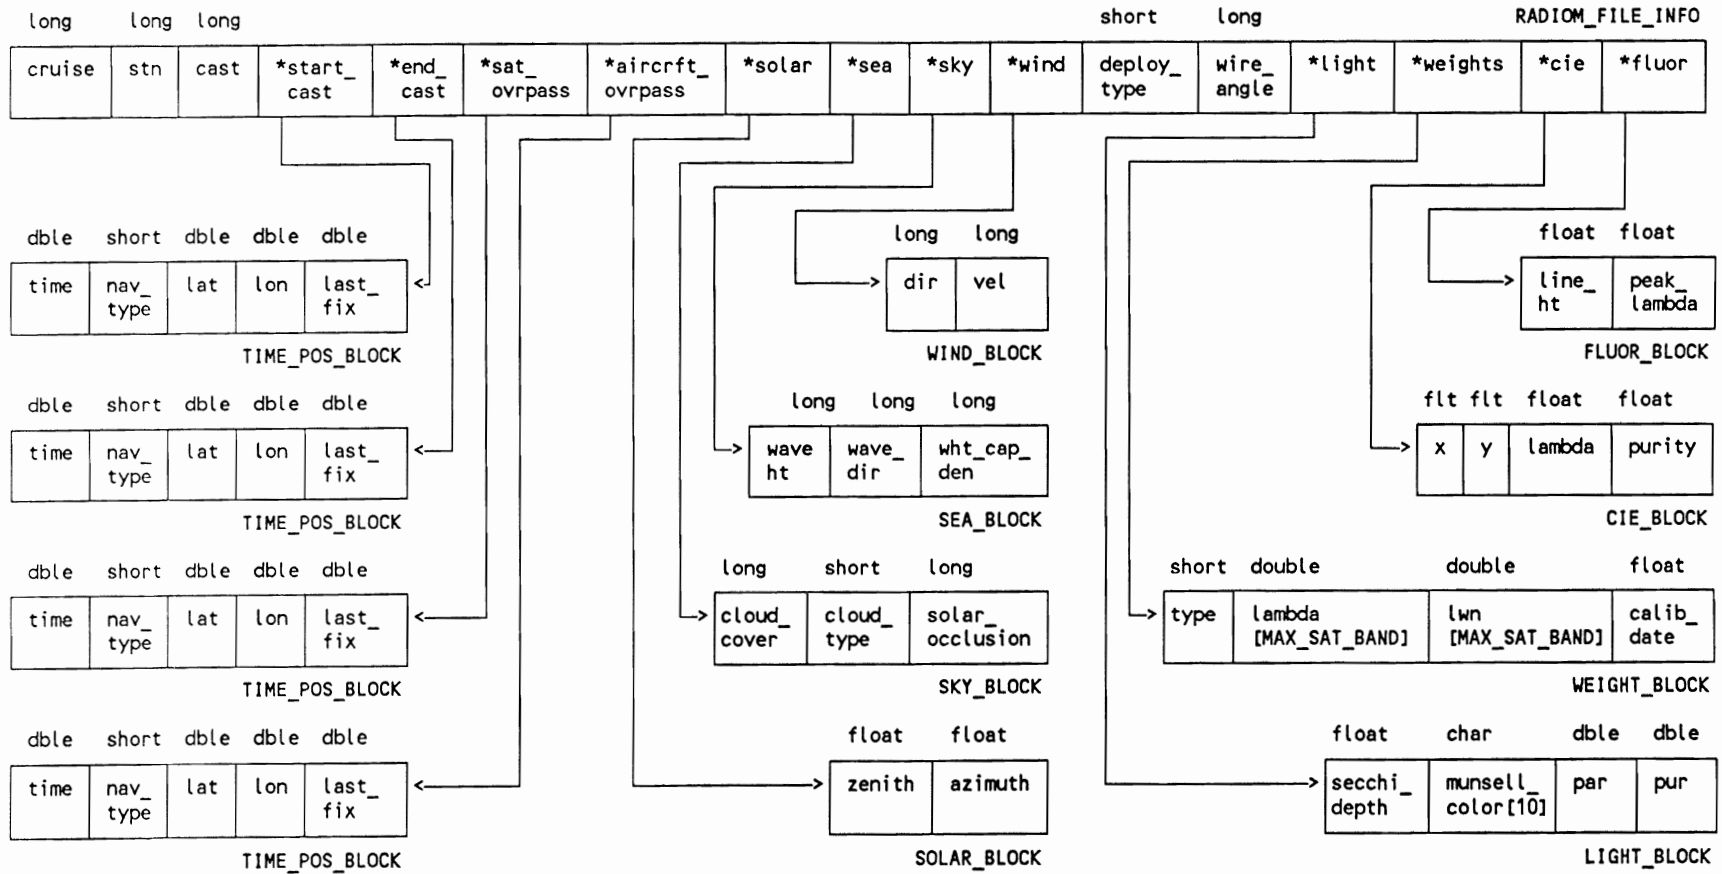 long long long short long RADIOM_FILE_INFO
cruise stn cast *start_ *end_ *sat_ *aircrft_ *solar *sea *sky *wind deploy_ wire_ *light *weights *cie *fluor
cast cast ovrpass ovrpass type angle
dble short dble dble dble
time nav_ lat lon last_
type fix
TIME_POS_BLOCK
long long
dir vel
WIND_BLOCK
float float
line_ peak_
ht lambda
FLUOR_BLOCK
dble short dble dble dble
time nav_ lat lon last_
type fix
TIME_POS_BLOCK
long long long
wave wave_ wht_cap_
ht dir den
SEA_BLOCK
flt flt float float
x y lambda purity
CIE_BLOCK
dble short dble dble dble
time nav_ lat lon last_
type fix
TIME_POS_BLOCK
long short long
cloud_ cloud_ solar_
cover type occlusion
SKY_BLOCK
short double double float
type lambda lwn calib_
[MAX_SAT_BAND] [MAX_SAT_BAND] date
WEIGHT_BLOCK
dble short dble dble dble
time nav_ lat lon last_
type fix
TIME_POS_BLOCK
float float
zenith azimuth
SOLAR_BLOCK
float char dble dble
secchi_ munsell_ par pur
depth color[10]
LIGHT_BLOCK